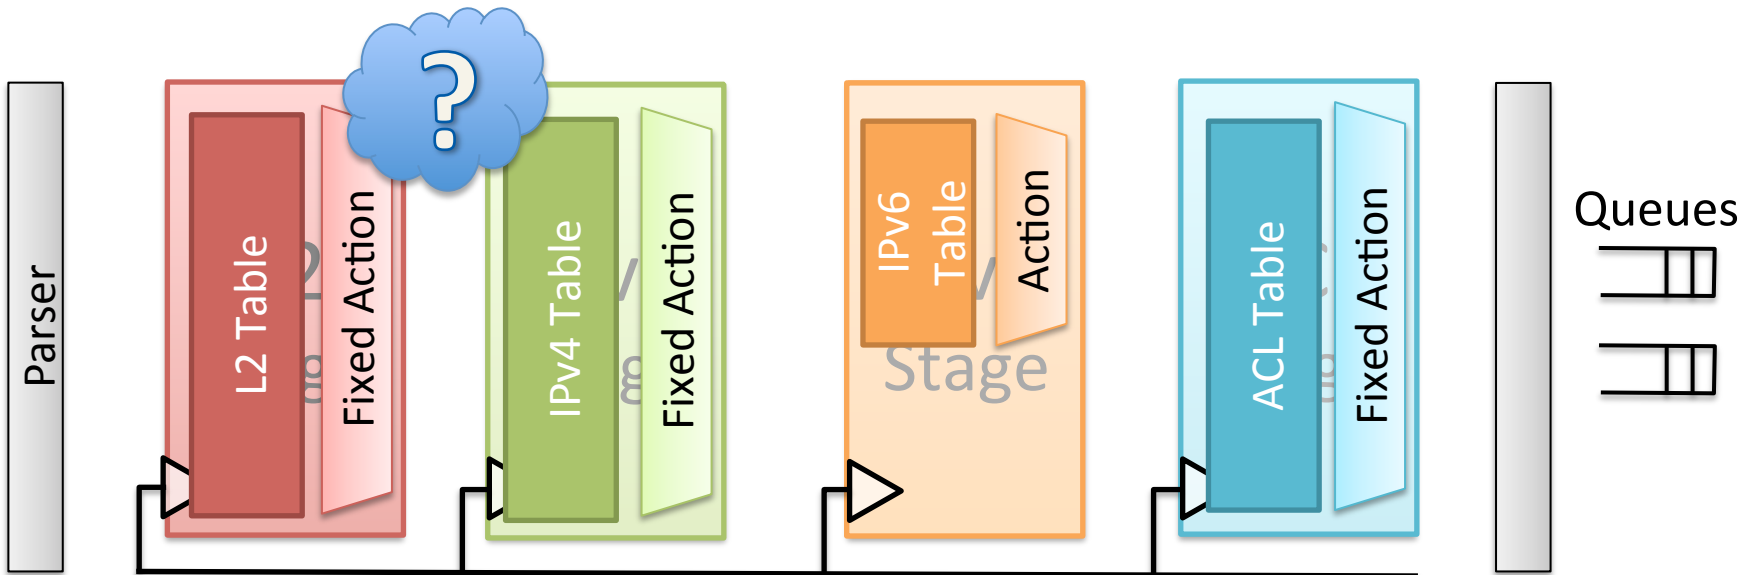 Parser
L2 Table
Fixed Action
?
IPv4 Table
Fixed Action
IPv6
Table
Action
Stage
ACL Table
Fixed Action
Queues